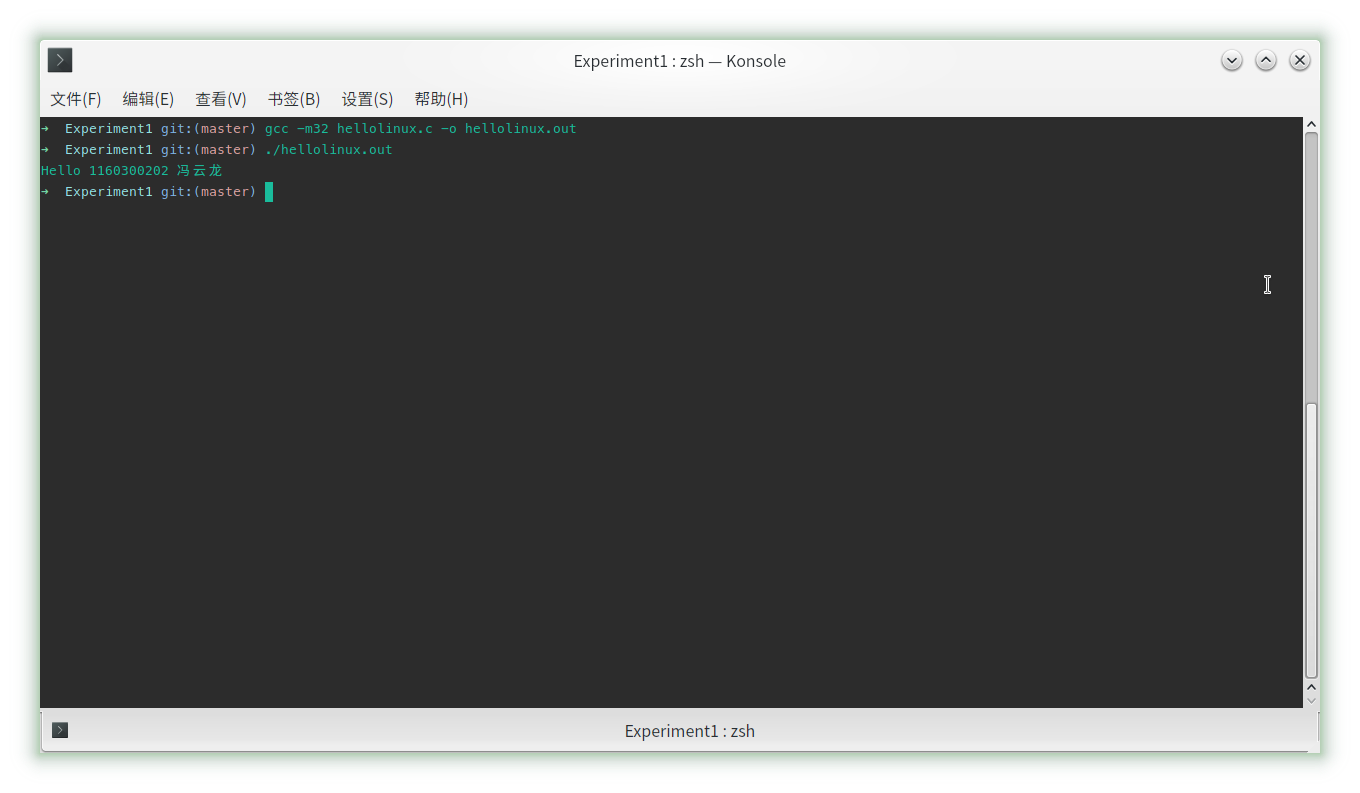 Experiment1 : zsh — Konsole
文件(F) 编辑(E) 查看(V) 书签(B) 设置(S) 帮助(H)
➜  Experiment1 git:(master) gcc -m32 hellolinux.c -o hellolinux.out
➜  Experiment1 git:(master) ./hellolinux.out
Hello 1160300202 冯云龙
➜  Experiment1 git:(master)
Experiment1 : zsh